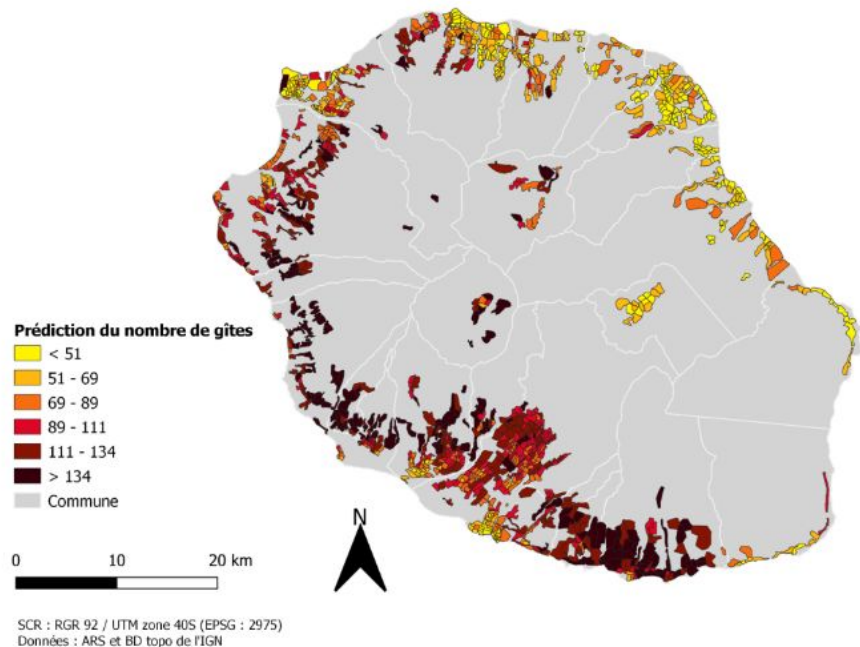 Prédiction du nombre de gîtes
< 51
51 - 69
69 - 89
89 - 111
111 - 134
> 134
Commune
N
0 10 20 km
SCR : RGR 92 / UTM zone 40S (EPSG : 2975)
Données : ARS et BD topo de l'IGN